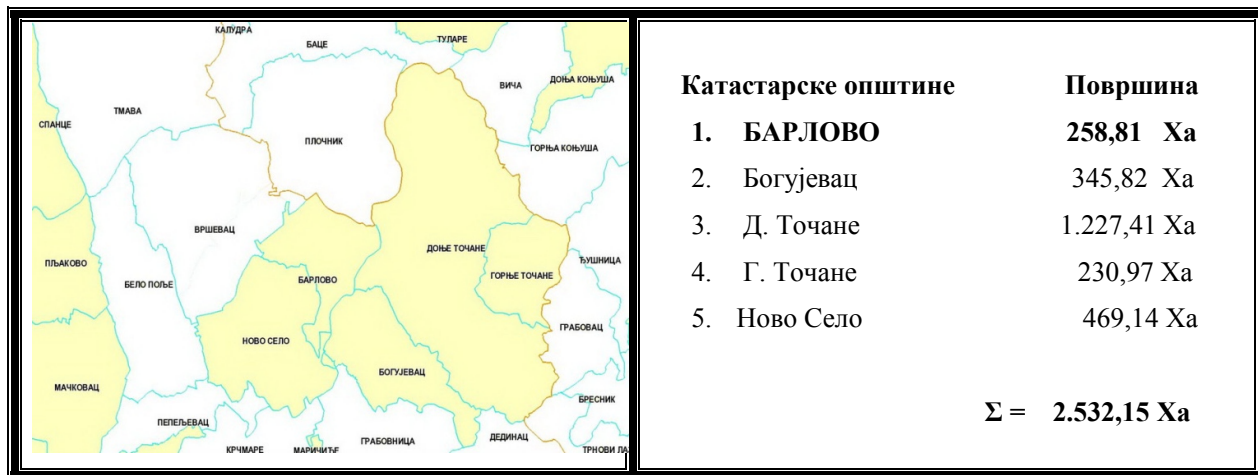 КАЛУДРА
БАЦЕ
ТУЛАРЕ
ВИЧА
ДОЊА КОЊУША
ТМАВА
СПАНЦЕ
ПЛОЧНИК
ГОРЊА КОЊУША
ВРШЕВАЦ
ДОЊЕ ТОЧАНЕ
ЂУШНИЦА
ПЉАКОВО
БЕЛО ПОЉЕ
БАРЛОВО
ГОРЊЕ ТОЧАНЕ
ГРАБОВАЦ
НОВО СЕЛО
БОГУЈЕВАЦ
МАЧКОВАЦ
БРЕСНИК
ПЕПЕЉЕВАЦ
ГРАБОВНИЦА
ДЕДИНАЦ
КРЧМАРЕ
МАРИЧИЋЕ
ТРНОВИ
Катастарске општине Површина
1. БАРЛОВО 258,81 Ха
2. Богујевац 345,82 Ха
3. Д. Точане 1.227,41 Ха
4. Г. Точане 230,97 Ха
5. Ново Село 469,14 Ха
Σ = 2.532,15 Ха